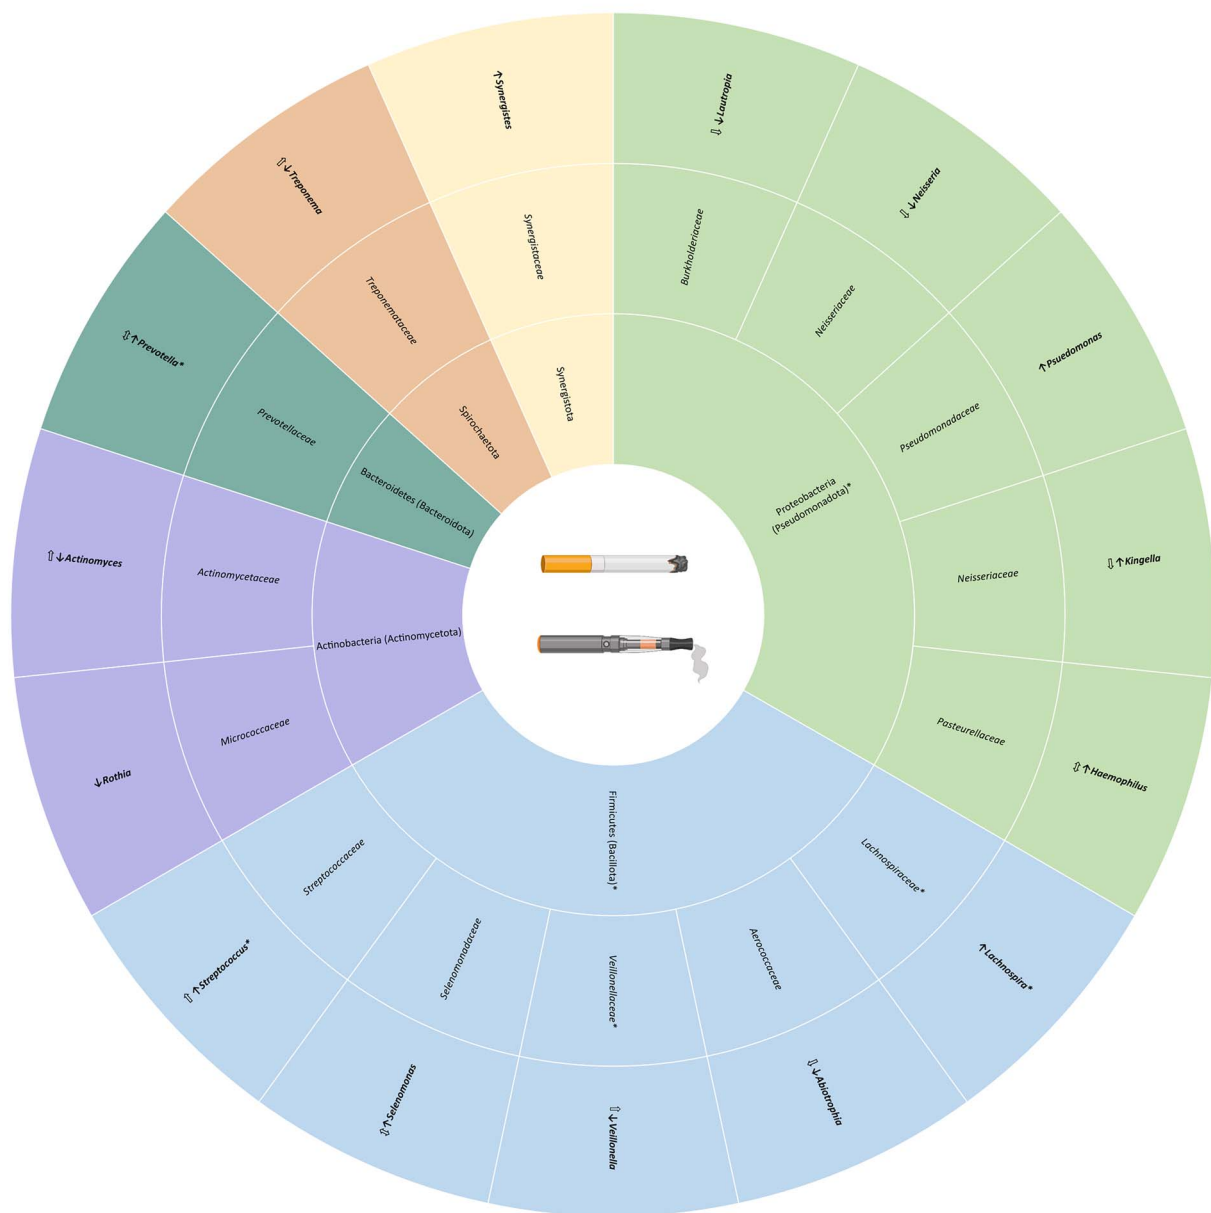 ↑Synergistes
Synergistaceae
Synergistota
⇩↓Lautropia
Burkholderiaceae
⇩↓Neisseria
Neisseriaceae
↑Psuedomonas
Pseudomonadaceae
Proteobacteria
(Pseudomonadota)*
⇩↑Kingella
Neisseriaceae
⇳↑Haemophilus
Pasteurellaceae
↑Lachnospira*
Lachnospiraceae*
Firmicutes (Bacillota)*
⇩↓Abiotrophia
Aerococcaceae
⇧↓Veillonella
Veillonellaceae*
⇳↑Selenomonas
Selenomonadaceae
⇧↑Streptococcus*
Streptococcaceae
↓Rothia
Micrococcaceae
Actinobacteria (Actinomycetota)
⇧↓Actinomyces
Actinomycetaceae
⇳↑Prevotella*
Prevotellaceae
Bacteroidetes (Bacteroidota)
⇧↓Treponema
Treponemataceae
Spirochaetota